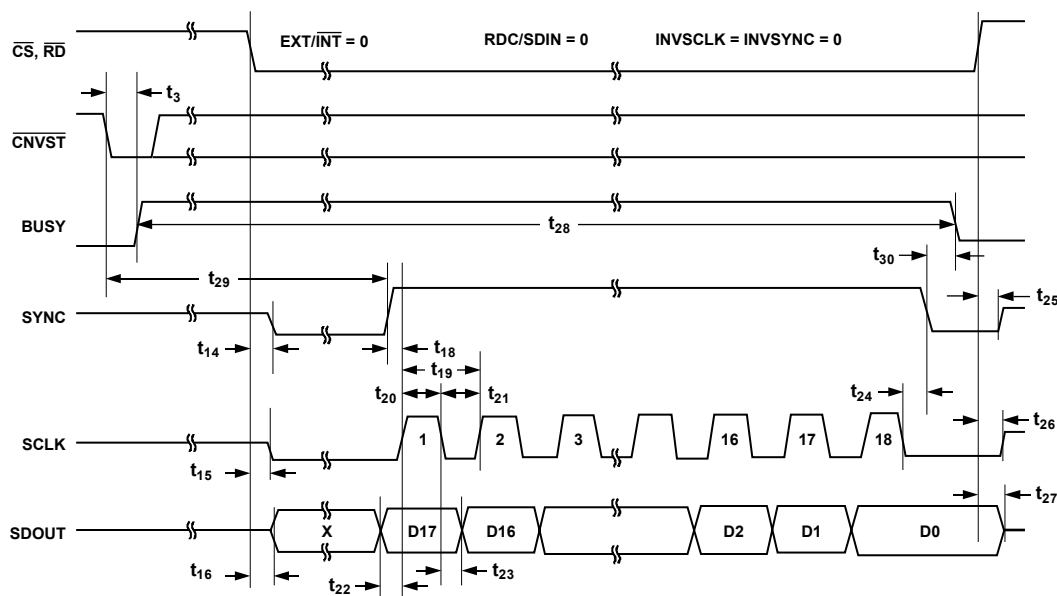 EXT/INT = 0 RDC/SDIN = 0 INVSCLK = INVSYNC = 0
CS, RD
t3
CNVST
BUSY
t28
t30
t29
t25
SYNC
t14
t18
t19
t20
t21
t24
t26
SCLK
1 2 3 16 17 18
t15
t27
SDOUT
X D17 D16 D2 D1 D0
t16
t22
t23